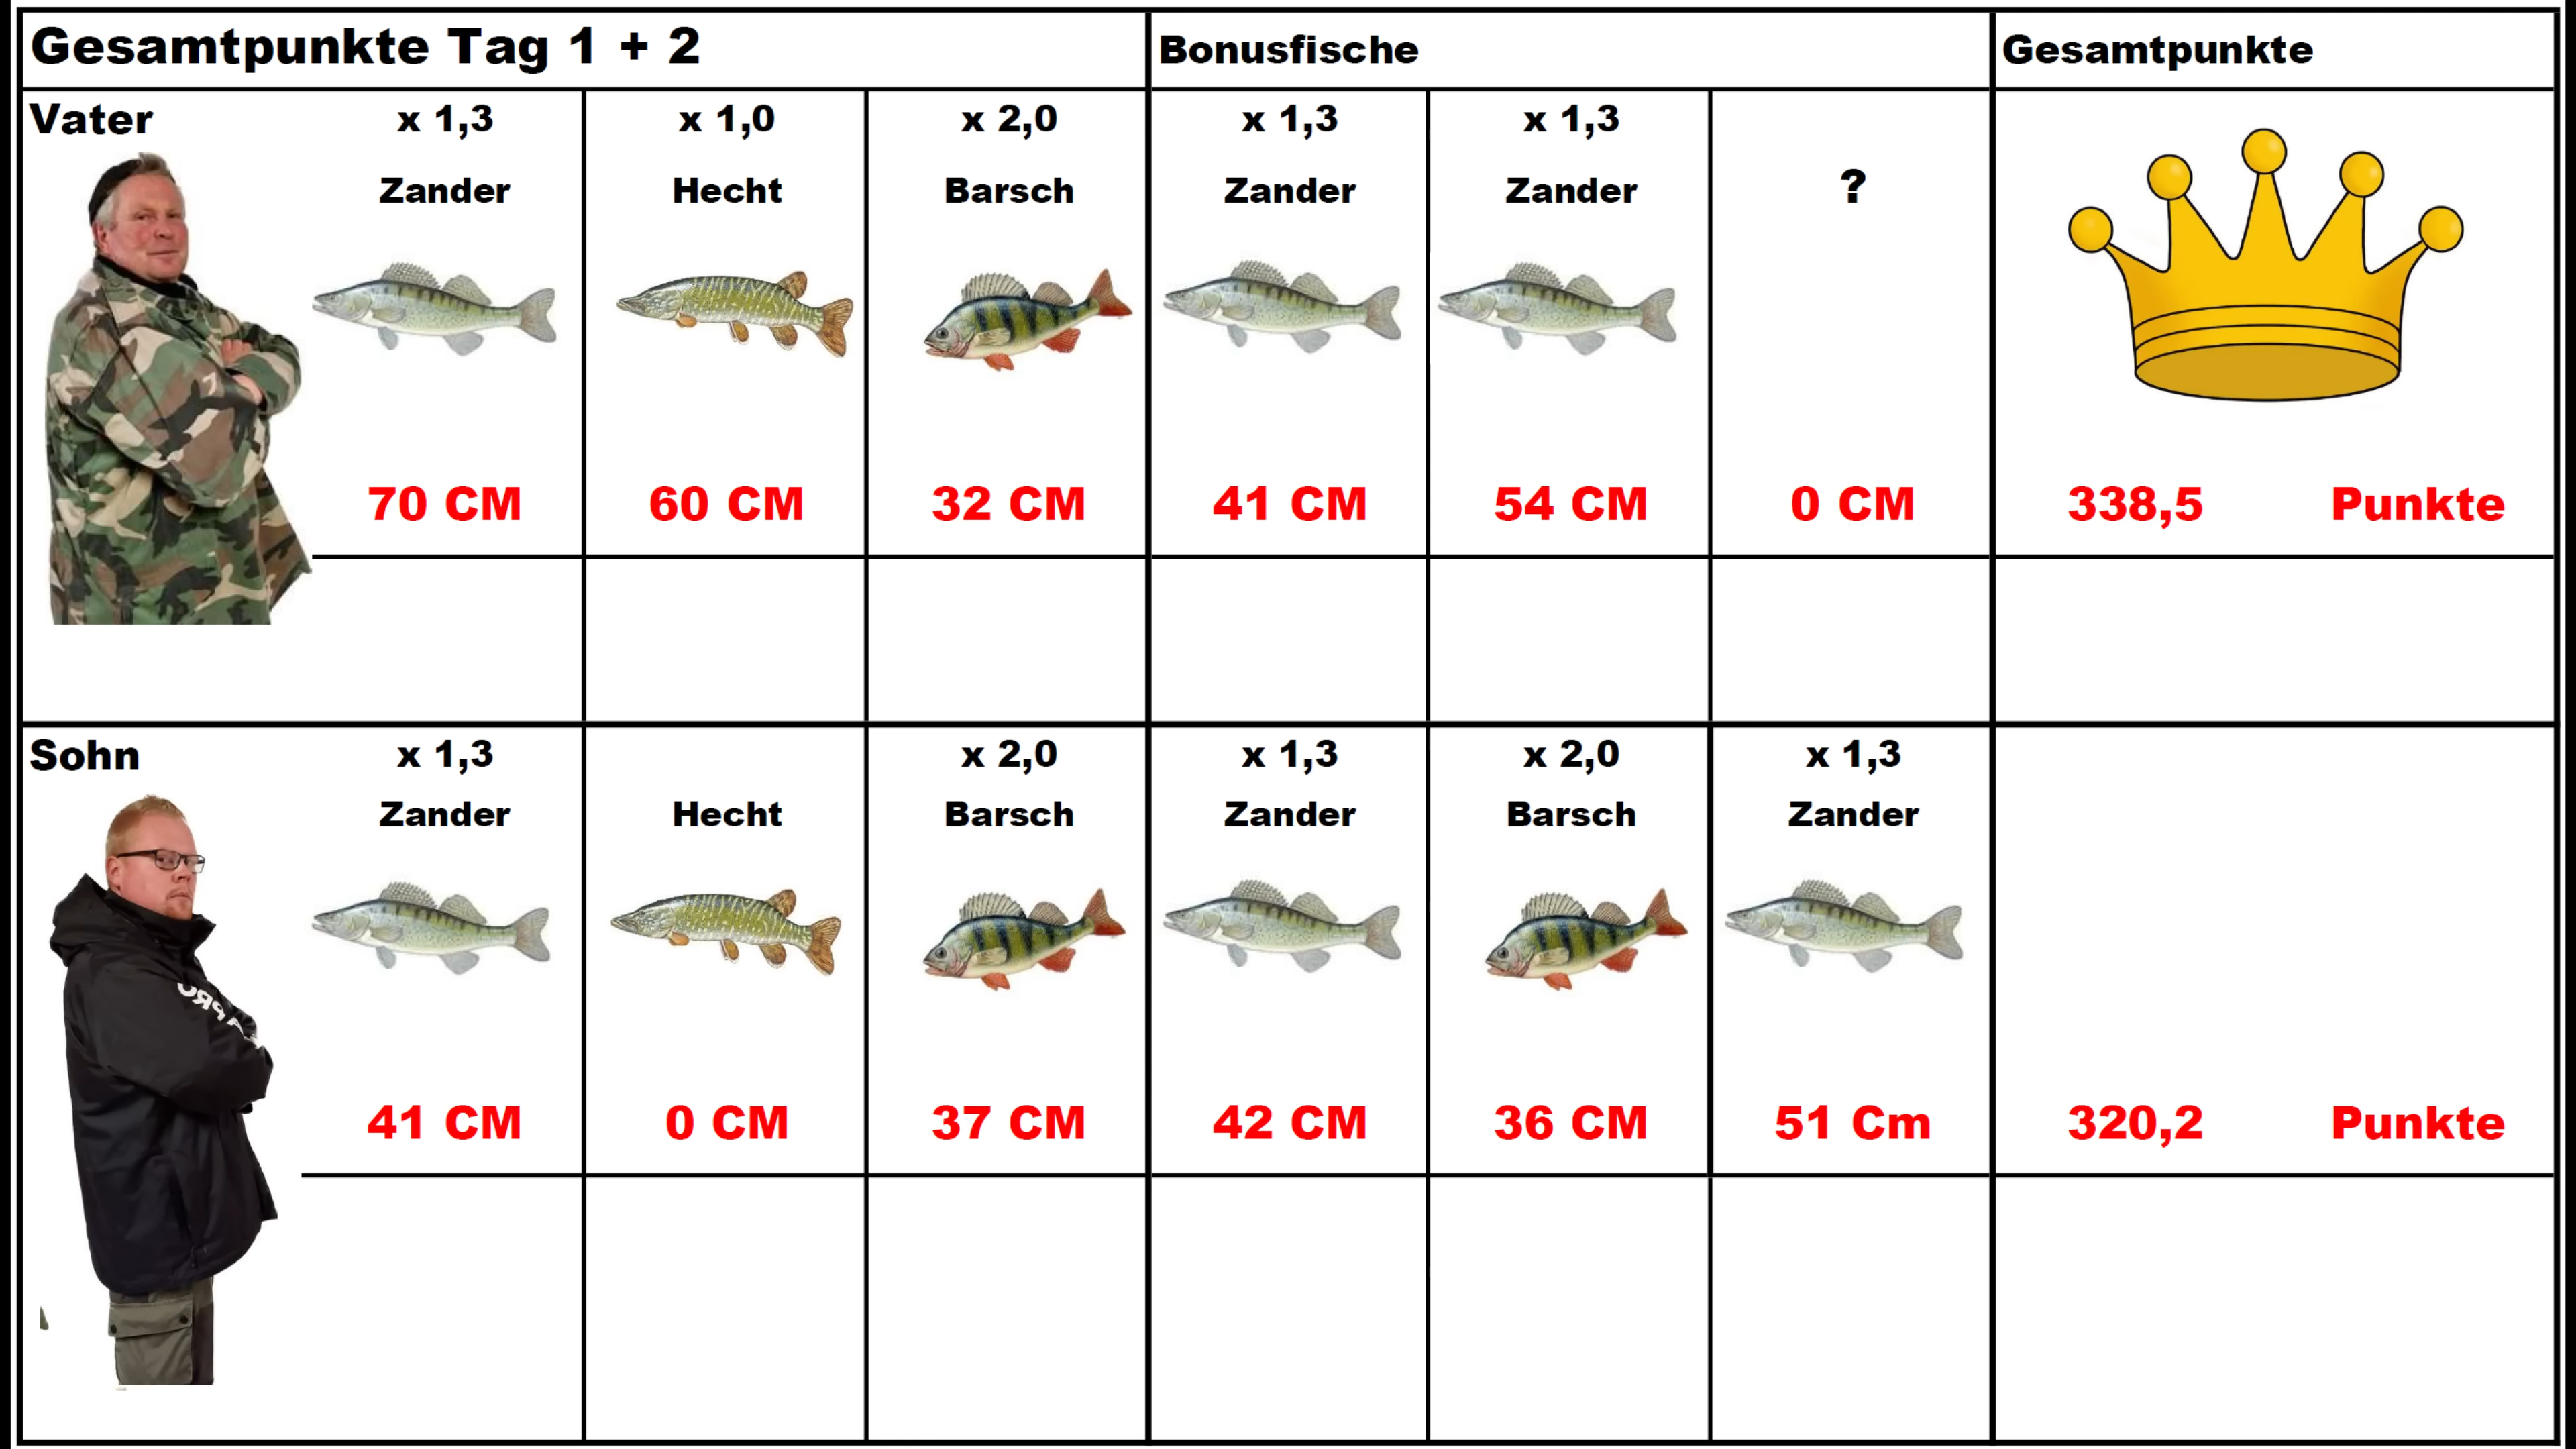 Gesamtpunkte Tag 1 + 2 Bonusfische Gesamtpunkte
Vater x 1,3 x 1,0 x 2,0 x 1,3 x 1,3
Zander Hecht Barsch Zander Zander ?
70 CM 60 CM 32 CM 41 CM 54 CM 0 CM 338,5 Punkte
Sohn x 1,3 x 2,0 x 1,3 x 2,0 x 1,3
Zander Hecht Barsch Zander Barsch Zander
41 CM 0 CM 37 CM 42 CM 36 CM 51 Cm 320,2 Punkte